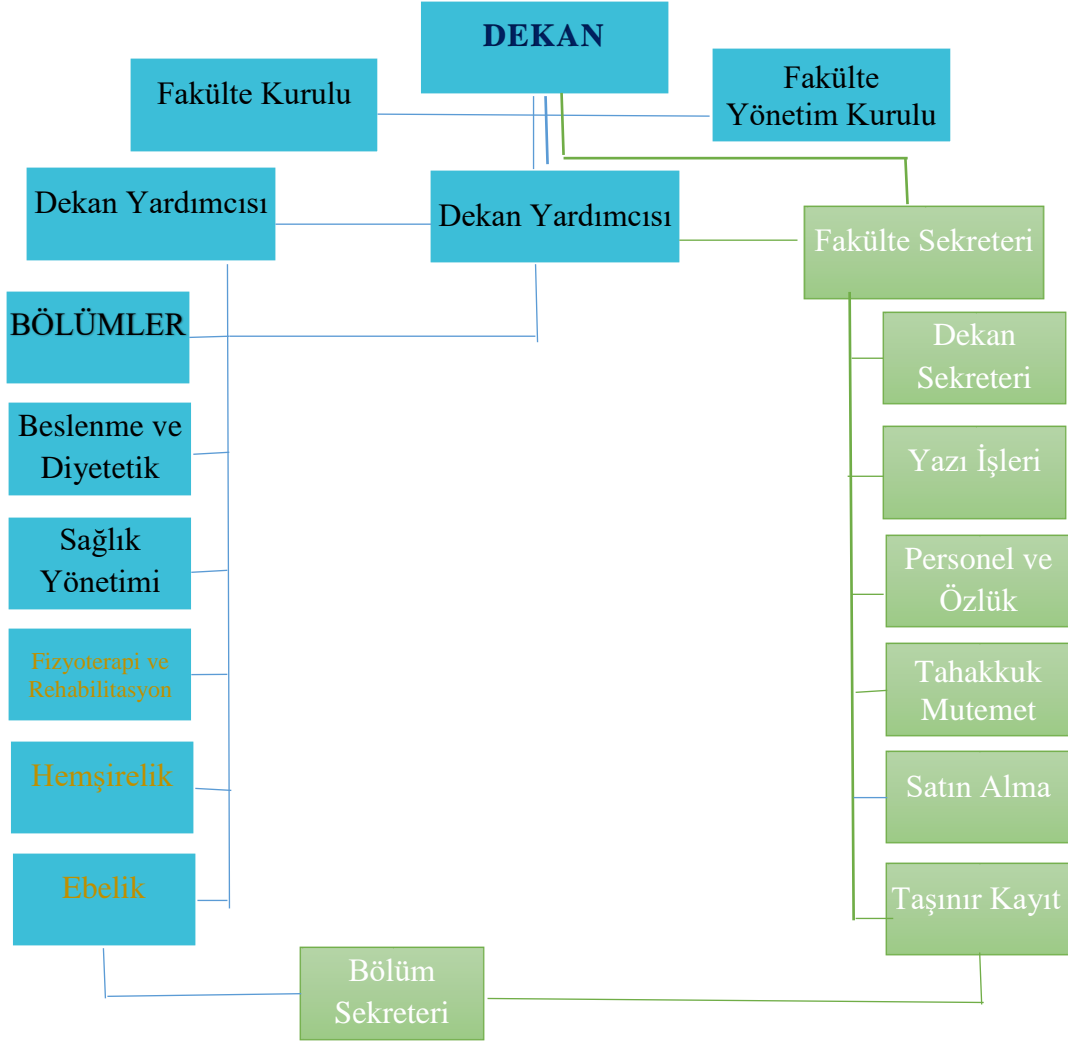 DEKAN
Fakülte Kurulu
Fakülte
Yönetim Kurulu
Dekan Yardımcısı
Dekan Yardımcısı
Fakülte Sekreteri
BÖLÜMLER
Dekan
Sekreteri
Beslenme ve
Diyetetik
Yazı İşleri
Sağlık
Yönetimi
Personel ve
Özlük
Fizyoterapi ve
Rehabilitasyon
Tahakkuk
Mutemet
Hemşirelik
Satın Alma
Ebelik
Taşınır Kayıt
Bölüm
Sekreteri